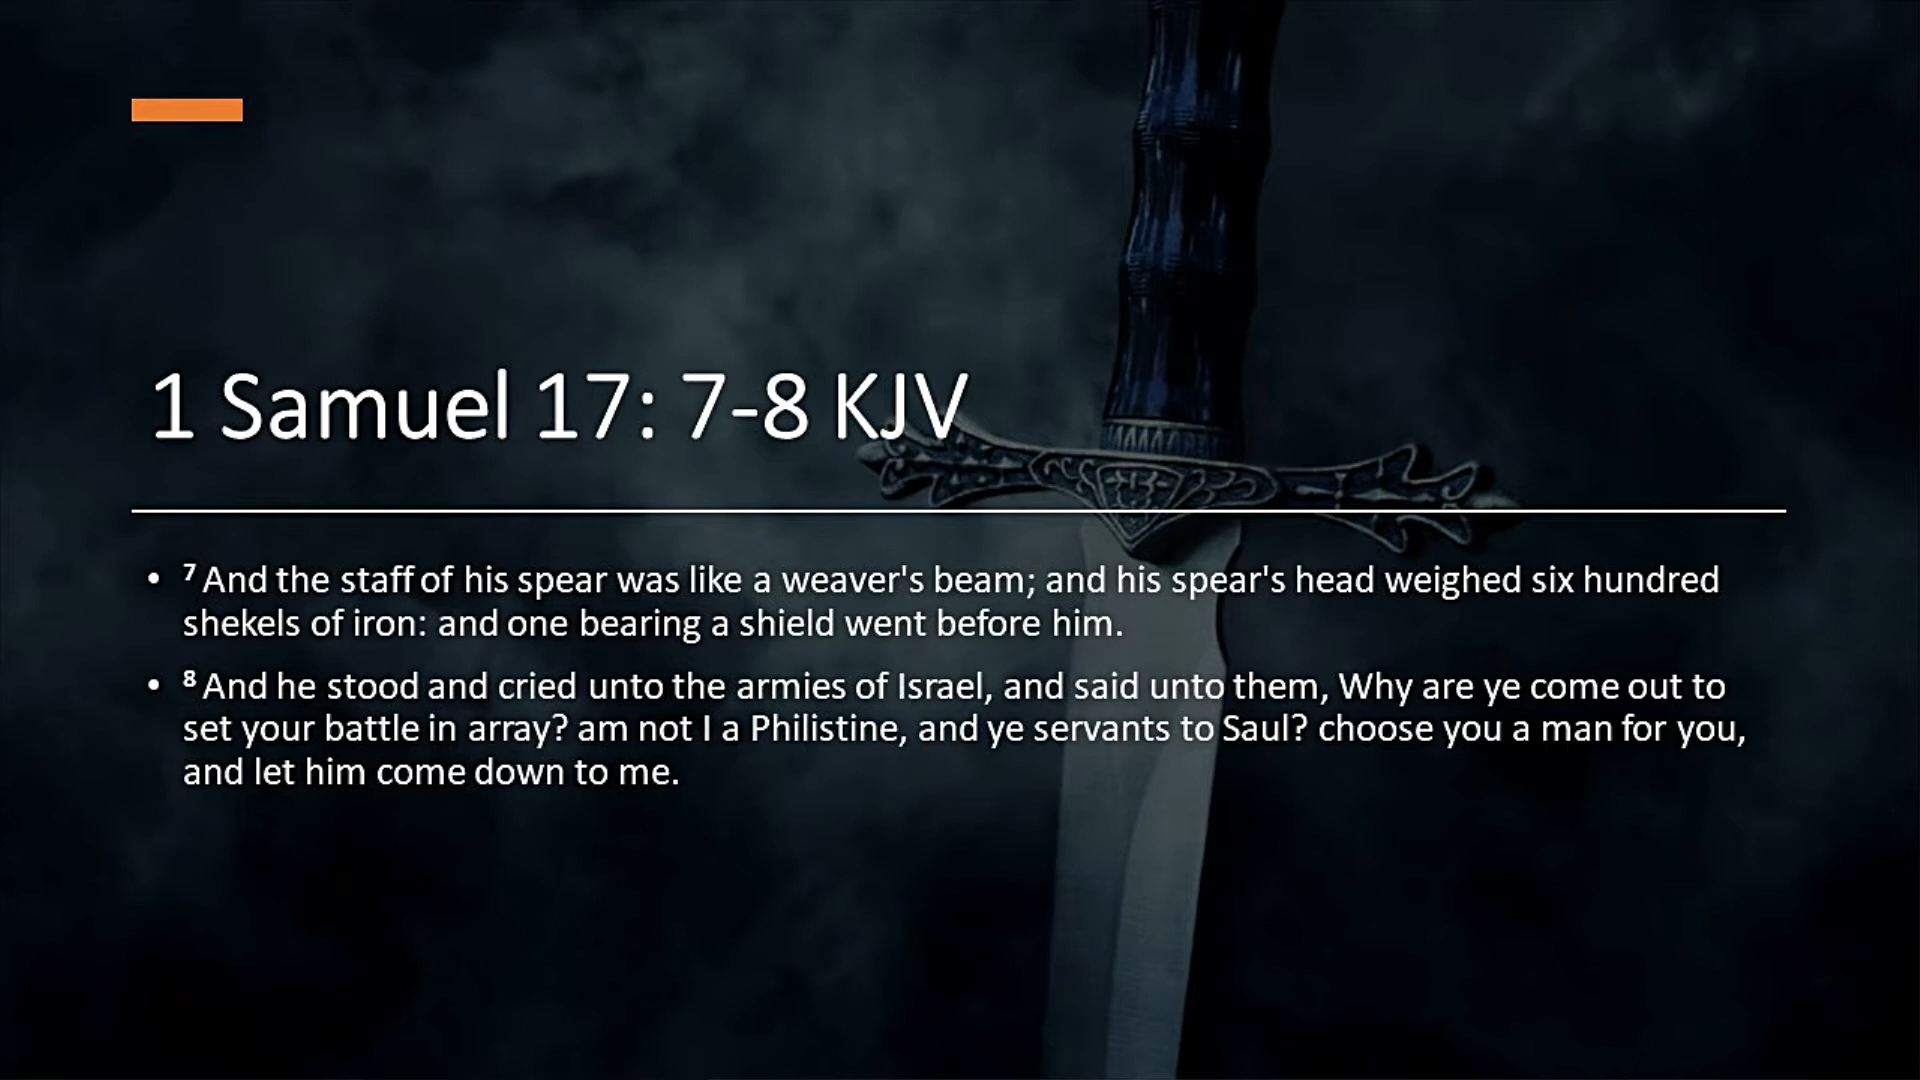 1 Samuel 17: 7-8 KJV
• ⁷ And the staff of his spear was like a weaver's beam; and his spear's head weighed six hundred
shekels of iron: and one bearing a shield went before him.
• ⁸ And he stood and cried unto the armies of Israel, and said unto them, Why are ye come out to
set your battle in array? am not I a Philistine, and ye servants to Saul? choose you a man for you,
and let him come down to me.